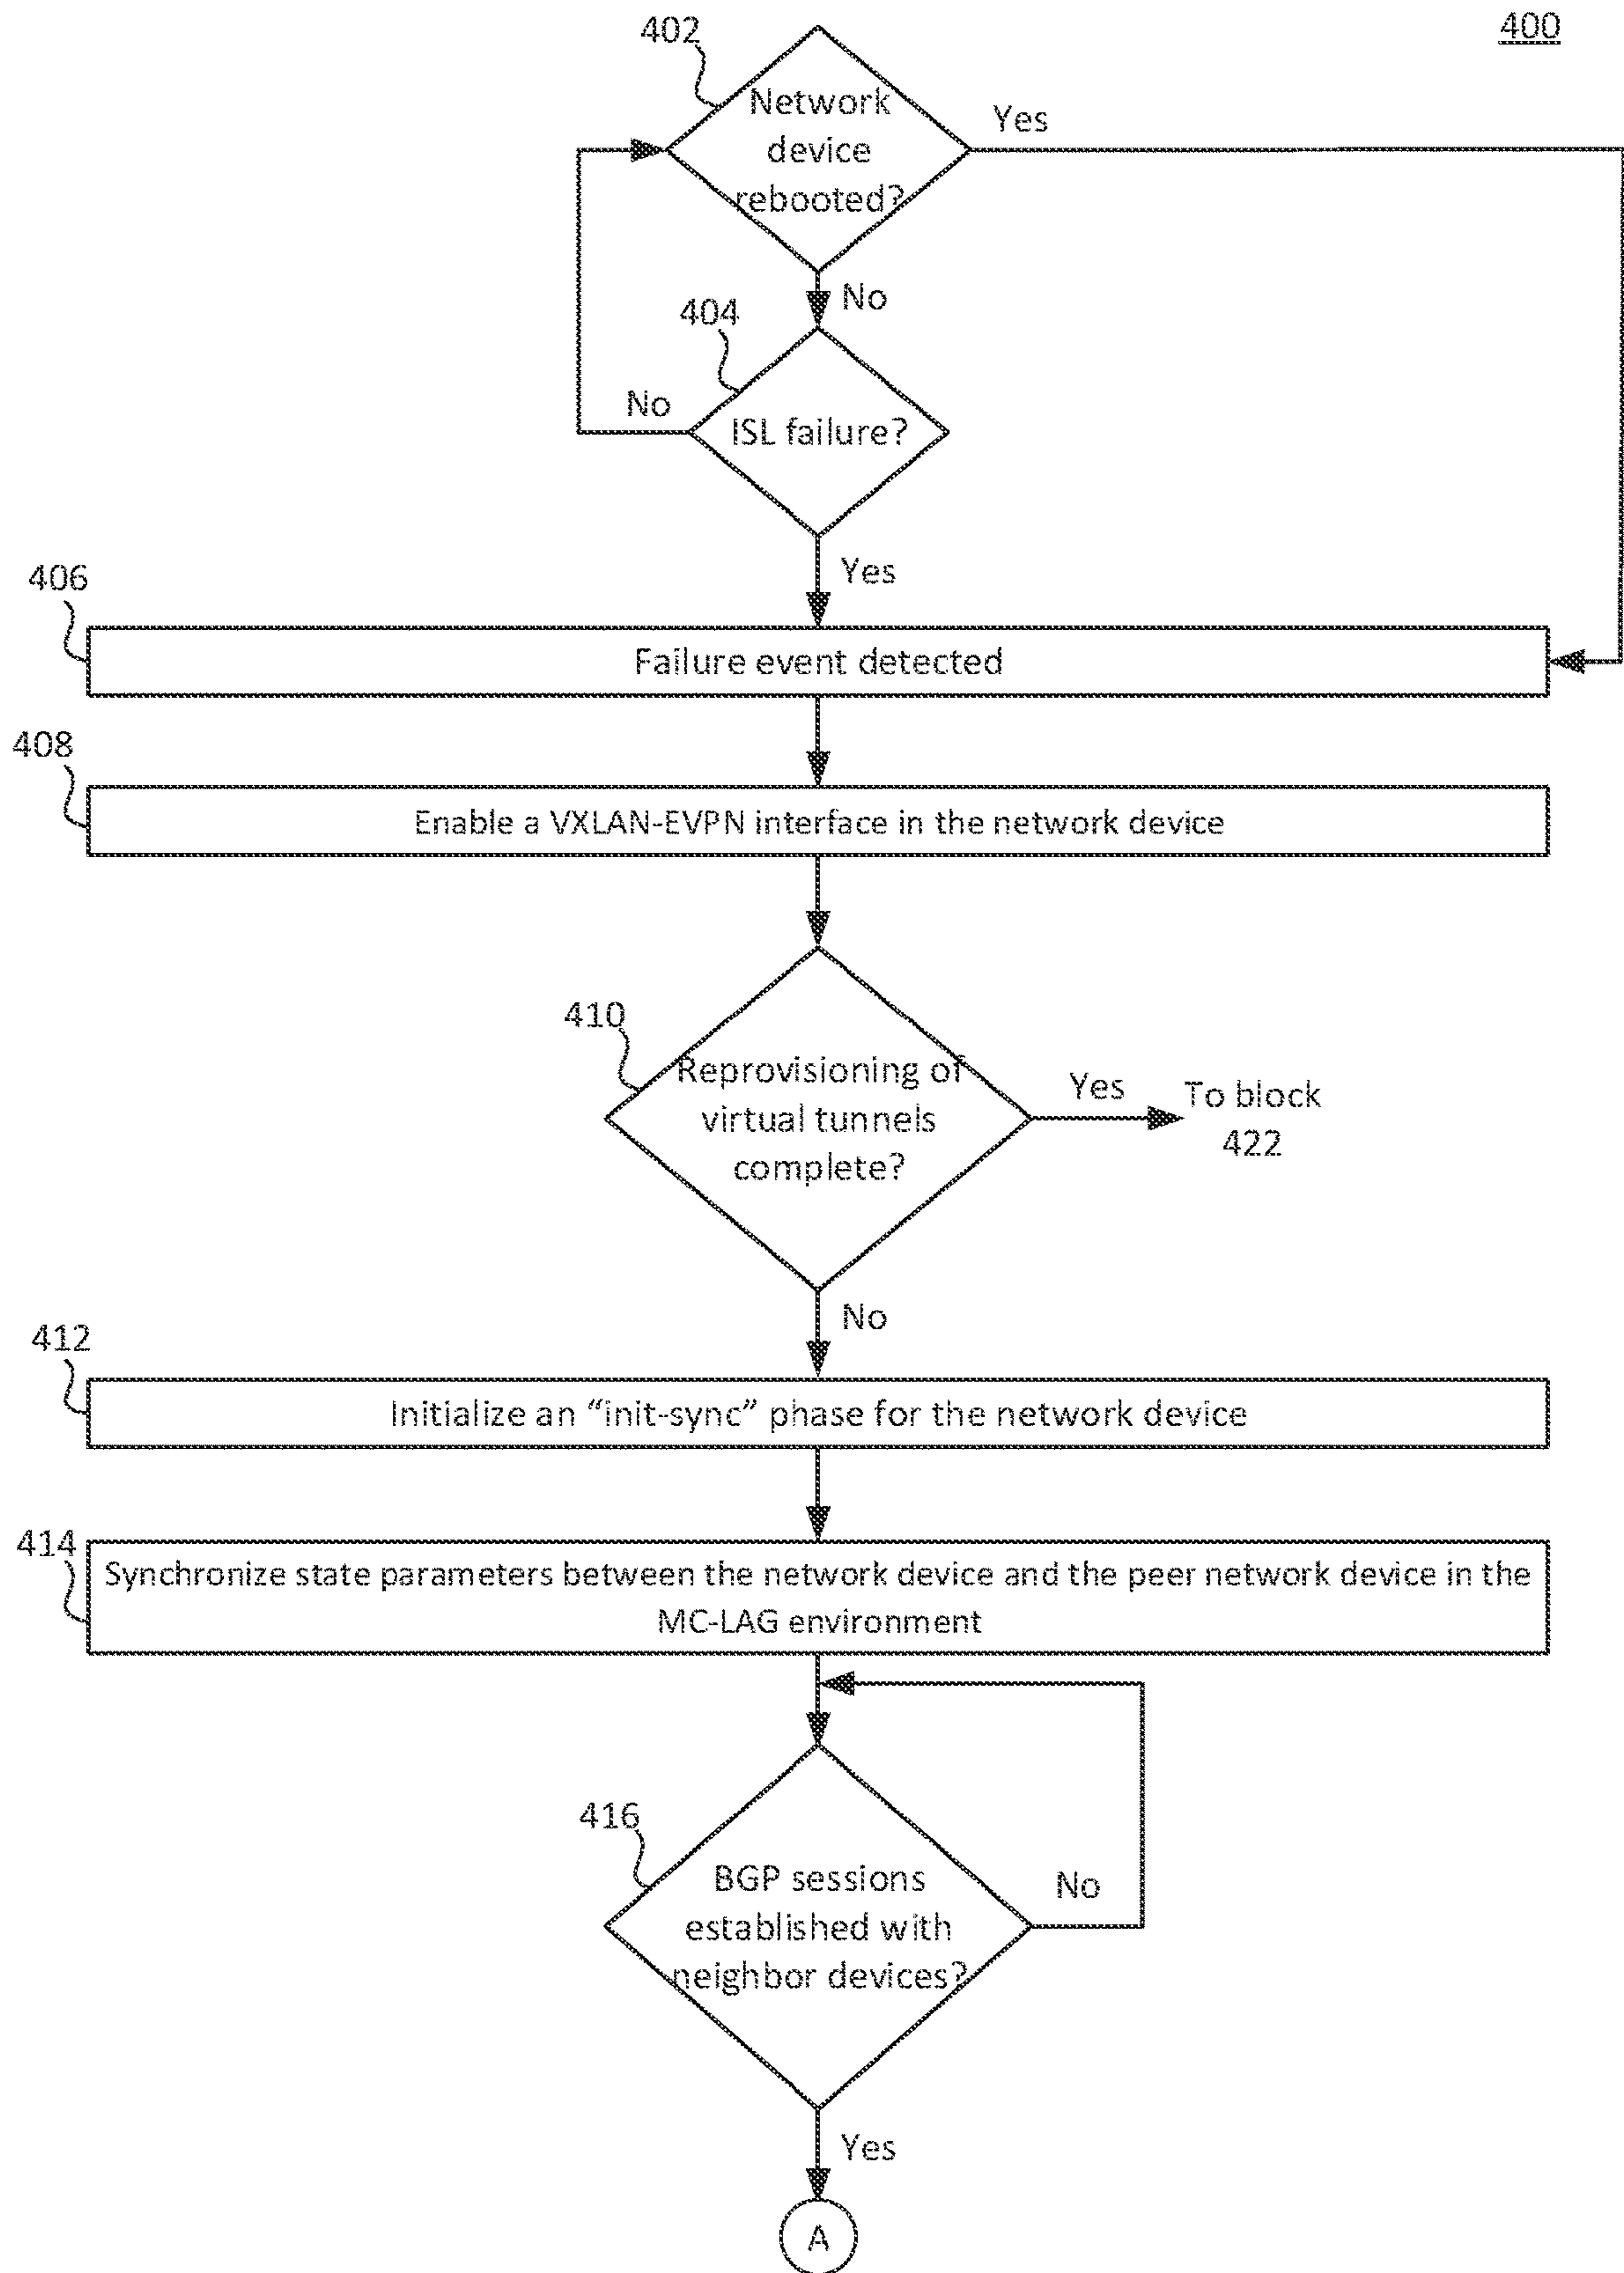 400
402
Network
device
rebooted?
Yes
No
404
ISL failure?
No
Yes
406
Failure event detected
408
Enable a VXLAN-EVPN interface in the network device
410
Reprovisioning of
virtual tunnels
complete?
Yes
To block
422
No
412
Initialize an “init-sync” phase for the network device
414
Synchronize state parameters between the network device and the peer network device in the
MC-LAG environment
416
BGP sessions
established with
neighbor devices?
No
Yes
A